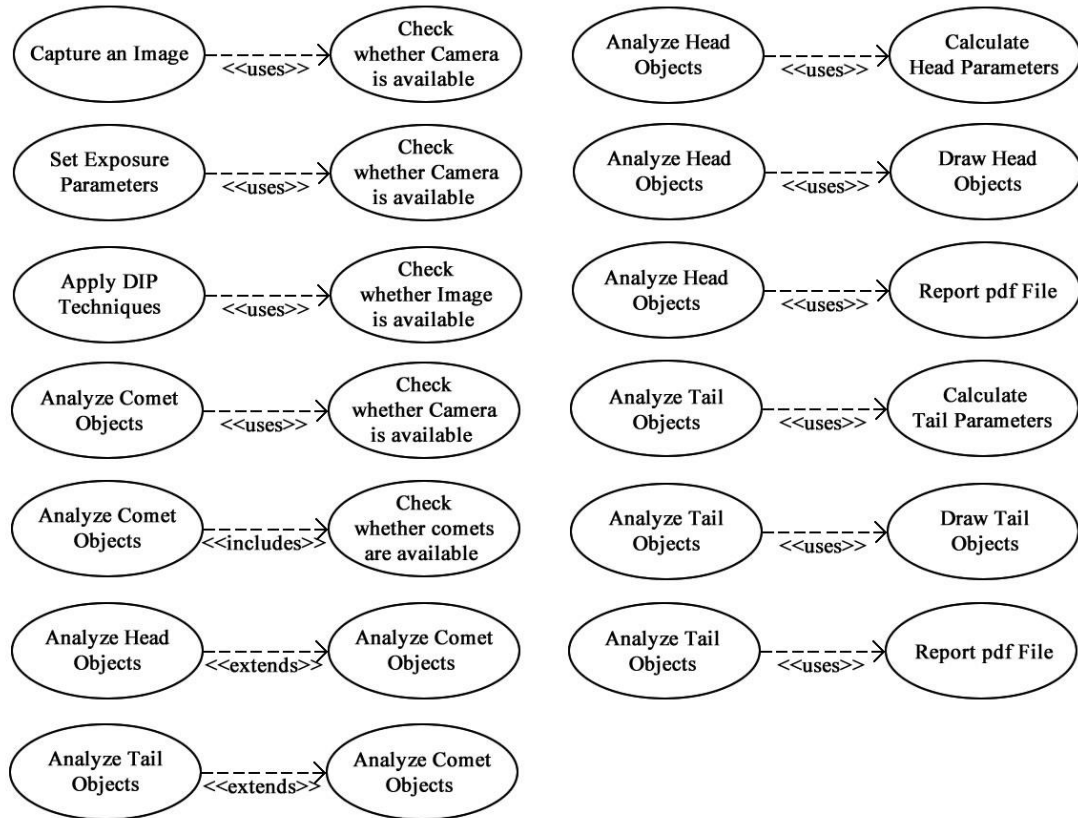 Capture an Image
<<uses>>
Check
whether Camera
is available
Set Exposure
Parameters
<<uses>>
Check
whether Camera
is available
Apply DIP
Techniques
<<uses>>
Check
whether Image
is available
Analyze Comet
Objects
<<uses>>
Check
whether Camera
is available
Analyze Comet
Objects
<<includes>>
Check
whether comets
are available
Analyze Head
Objects
<<extends>>
Analyze Comet
Objects
Analyze Tail
Objects
<<extends>>
Analyze Comet
Objects
Analyze Head
Objects
<<uses>>
Calculate
Head Parameters
Analyze Head
Objects
<<uses>>
Draw Head
Objects
Analyze Head
Objects
<<uses>>
Report pdf File
Analyze Tail
Objects
<<uses>>
Calculate
Tail Parameters
Analyze Tail
Objects
<<uses>>
Draw Tail
Objects
Analyze Tail
Objects
<<uses>>
Report pdf File